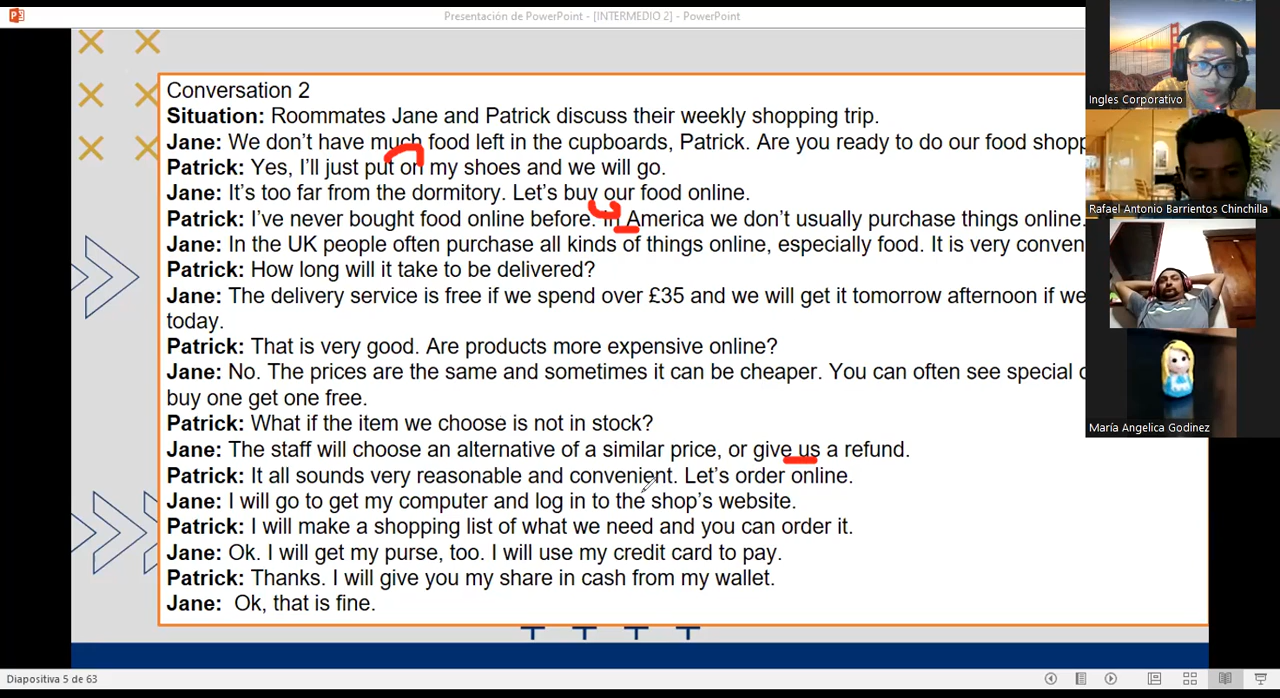 Presentación de PowerPoint - [INTERMEDIO 2] - PowerPoint
Conversation 2
Situation: Roommates Jane and Patrick discuss their weekly shopping trip.
Jane: We don't have much food left in the cupboards, Patrick. Are you ready to do our food shopp
Patrick: Yes, I'll just put on my shoes and we will go.
Jane: It's too far from the dormitory. Let's buy our food online.
Patrick: I've never bought food online before. In America we don't usually purchase things online.
Jane: In the UK people often purchase all kinds of things online, especially food. It is very conven
Patrick: How long will it take to be delivered?
Jane: The delivery service is free if we spend over £35 and we will get it tomorrow afternoon if we
today.
Patrick: That is very good. Are products more expensive online?
Jane: No. The prices are the same and sometimes it can be cheaper. You can often see special o
buy one get one free.
Patrick: What if the item we choose is not in stock?
Jane: The staff will choose an alternative of a similar price, or give us a refund.
Patrick: It all sounds very reasonable and convenient. Let's order online.
Jane: I will go to get my computer and log in to the shop's website.
Patrick: I will make a shopping list of what we need and you can order it.
Jane: Ok. I will get my purse, too. I will use my credit card to pay.
Patrick: Thanks. I will give you my share in cash from my wallet.
Jane: Ok, that is fine.
Ingles Corporativo
Rafael Antonio Barrientos Chinchilla
María Angelica Godinez
Diapositiva 5 de 63